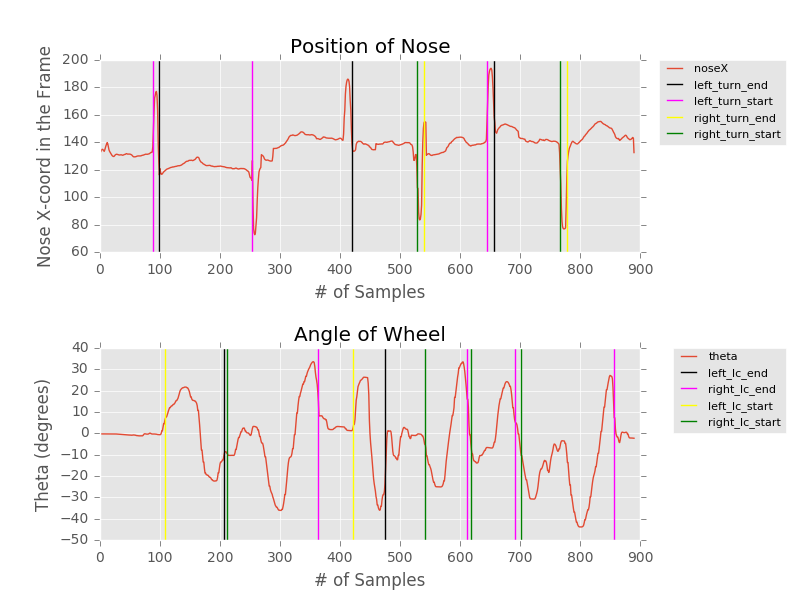 Position of Nose
Nose X-coord in the Frame
200
180
160
140
120
100
80
60
0 100 200 300 400 500 600 700 800 900
# of Samples
noseX
left_turn_end
left_turn_start
right_turn_end
right_turn_start
Angle of Wheel
Theta (degrees)
40
30
20
10
0
−10
−20
−30
−40
−50
0 100 200 300 400 500 600 700 800 900
# of Samples
theta
left_lc_end
right_lc_end
left_lc_start
right_lc_start